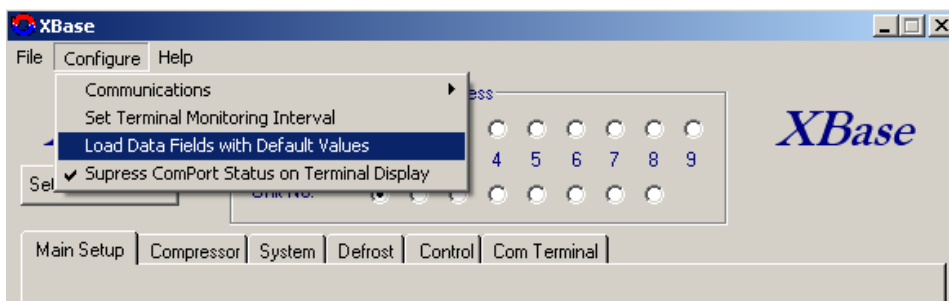 XBase
File Configure Help
Communications
ess
Set Terminal Monitoring Interval
XBase
Load Data Fields with Default Values
4 5 6 7 8 9
Supress ComPort Status on Terminal Display
Main Setup Compressor System Defrost Control Com Terminal